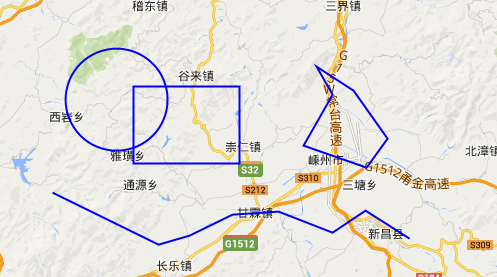 稽东镇
三界镇
谷来镇
G
常台高速
西岩乡
雅璜乡
崇仁镇
嵊州市
北漳镇
S32
通源乡
S310
三塘乡
G1512甬金高速
S212
甘霖镇
新昌县
G1512
S309
长乐镇